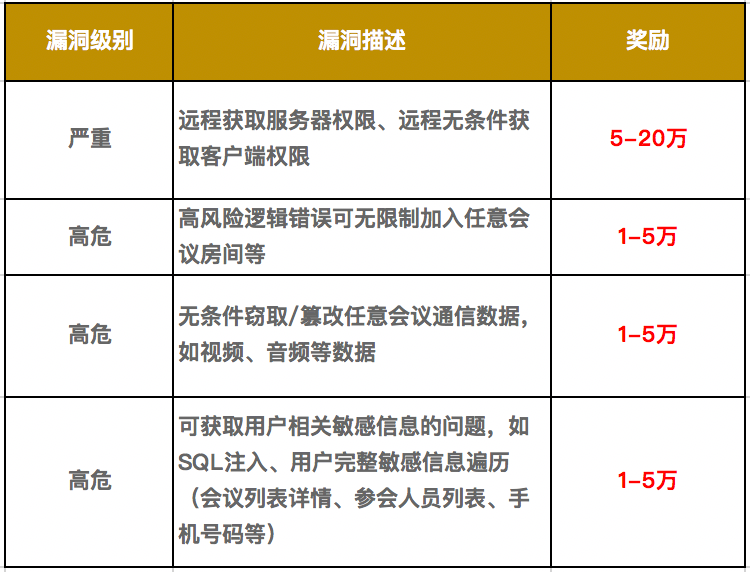 漏洞级别 漏洞描述 奖励
严重
远程获取服务器权限、远程无条件获
取客户端权限
5-20万
高危
高风险逻辑错误可无限制加入任意会
议房间等
1-5万
高危
无条件窃取/篡改任意会议通信数据，
如视频、音频等数据
1-5万
高危
可获取用户相关敏感信息的问题，如
SQL注入、用户完整敏感信息遍历
（会议列表详情、参会人员列表、手
机号码等）
1-5万